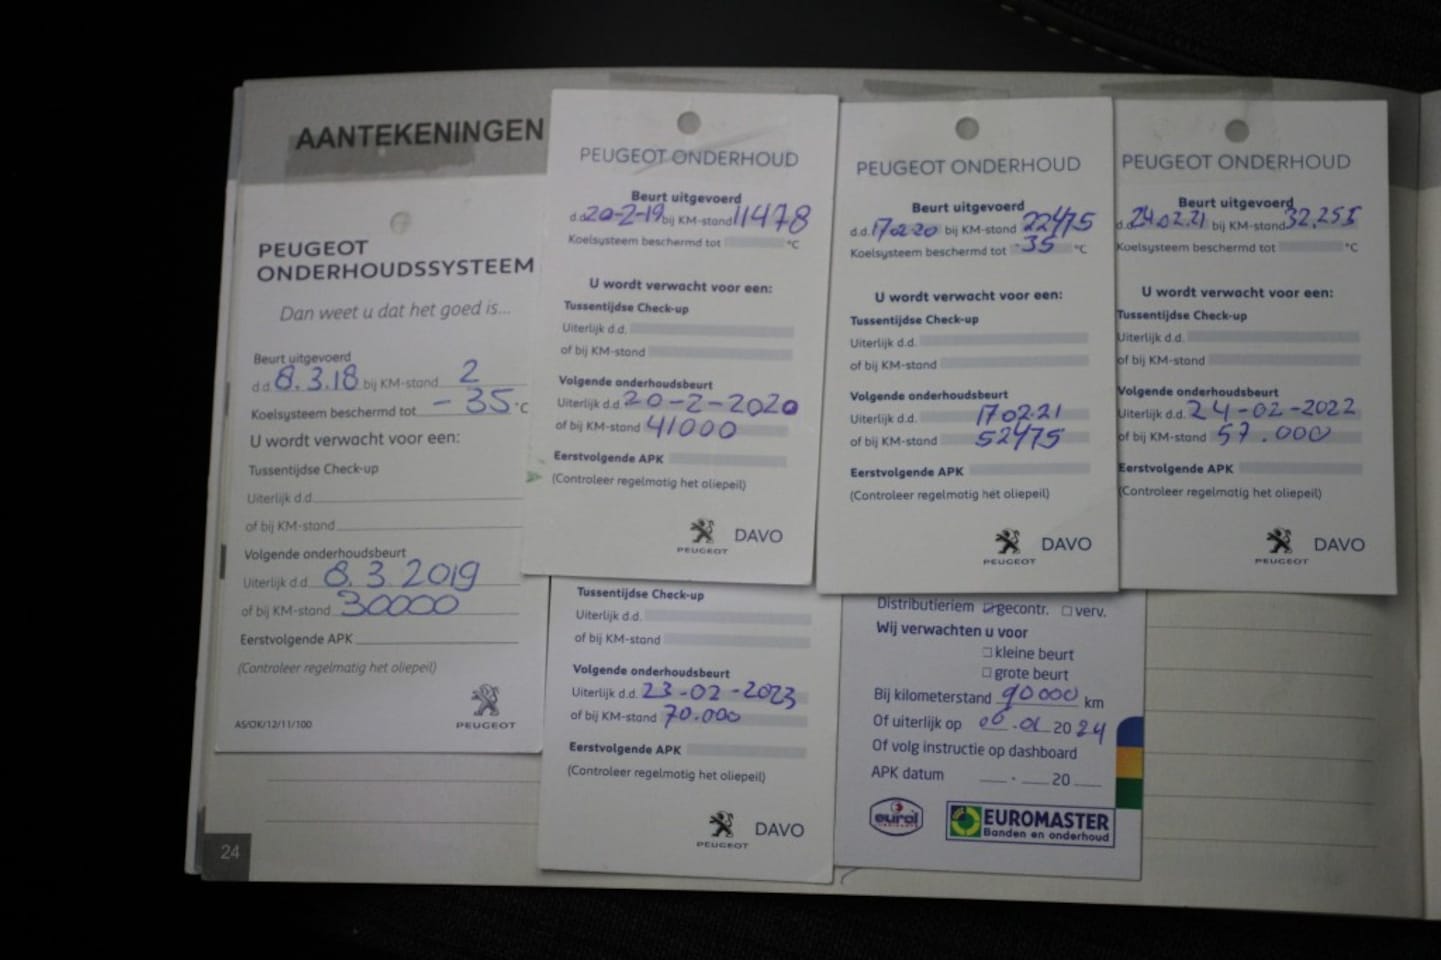 AANTEKENINGEN
PEUGEOT
ONDERHOUDSSYSTEEM
Dan weet u dat het goed is...
Beurt uitgevoerd
d.d. 8.3.18 bij KM-stand 2
Koelsysteem beschermd tot -35 °C
U wordt verwacht voor een:
Tussentijdse Check-up
Uiterlijk d.d.
of bij KM-stand
Volgende onderhoudsbeurt
Uiterlijk d.d. 8.3.2019
of bij KM-stand 30000
Eerstvolgende APK
(Controleer regelmatig het oliepeil)
AS/OK/12/11/100
PEUGEOT
24
PEUGEOT ONDERHOUD
Beurt uitgevoerd
d.d. 20-2-19 bij KM-stand 11478
Koelsysteem beschermd tot °C
U wordt verwacht voor een:
Tussentijdse Check-up
Uiterlijk d.d.
of bij KM-stand
Volgende onderhoudsbeurt
Uiterlijk d.d. 20-2-2020
of bij KM-stand 41000
Eerstvolgende APK
(Controleer regelmatig het oliepeil)
PEUGEOT DAVO
PEUGEOT ONDERHOUD
Beurt uitgevoerd
d.d. 170220 bij KM-stand 22475
Koelsysteem beschermd tot -35 °C
U wordt verwacht voor een:
Tussentijdse Check-up
Uiterlijk d.d.
of bij KM-stand
Volgende onderhoudsbeurt
Uiterlijk d.d. 170221
of bij KM-stand 52475
Eerstvolgende APK
(Controleer regelmatig het oliepeil)
PEUGEOT DAVO
PEUGEOT ONDERHOUD
Beurt uitgevoerd
d.d. 24.02.21 bij KM-stand 32.255
Koelsysteem beschermd tot °C
U wordt verwacht voor een:
Tussentijdse Check-up
Uiterlijk d.d.
of bij KM-stand
Volgende onderhoudsbeurt
Uiterlijk d.d. 24-02-2022
of bij KM-stand 57.000
Eerstvolgende APK
(Controleer regelmatig het oliepeil)
PEUGEOT DAVO
Tussentijdse Check-up
Uiterlijk d.d.
of bij KM-stand
Volgende onderhoudsbeurt
Uiterlijk d.d. 23-02-2023
of bij KM-stand 70.000
Eerstvolgende APK
(Controleer regelmatig het oliepeil)
PEUGEOT DAVO
Distributieriem gecontr. verv.
Wij verwachten u voor
kleine beurt
grote beurt
Bij kilometerstand 90000 km
Of uiterlijk op 06.01 2024
Of volg instructie op dashboard
APK datum - 20
eurol
EUROMASTER
Banden en onderhoud